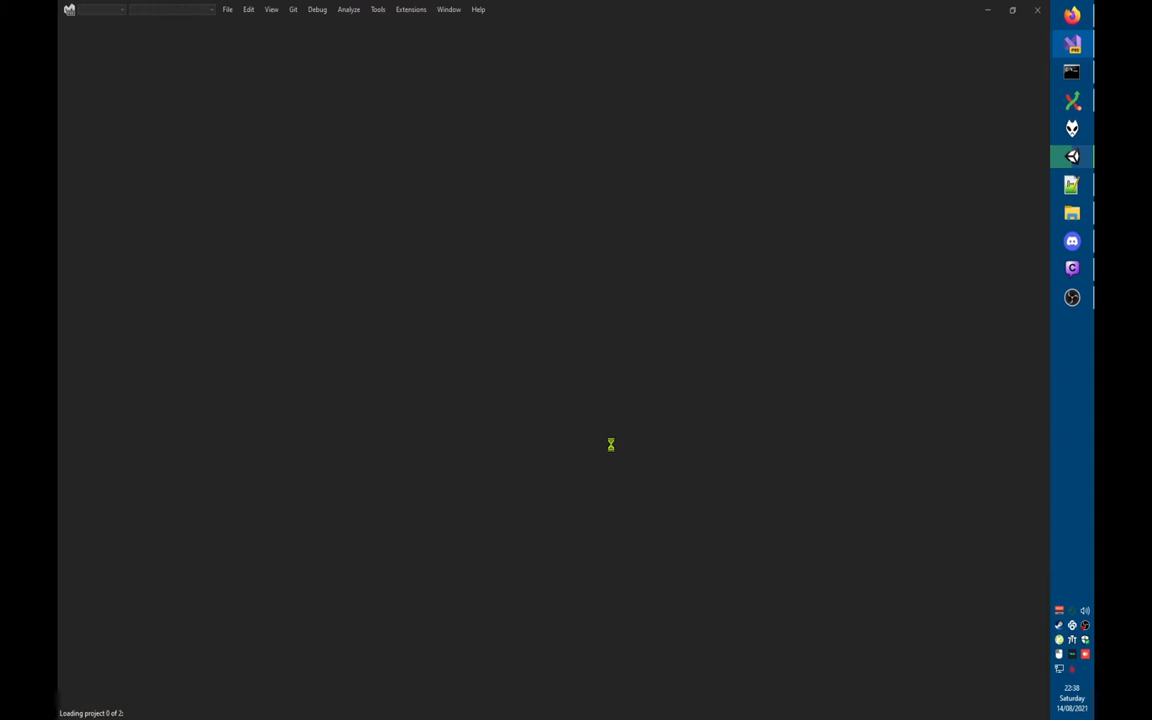 File Edit View Git Debug Analyze Tools Extensions Window Help
PRE
Loading project 0 of 2:
22:38
Saturday
14/08/2021